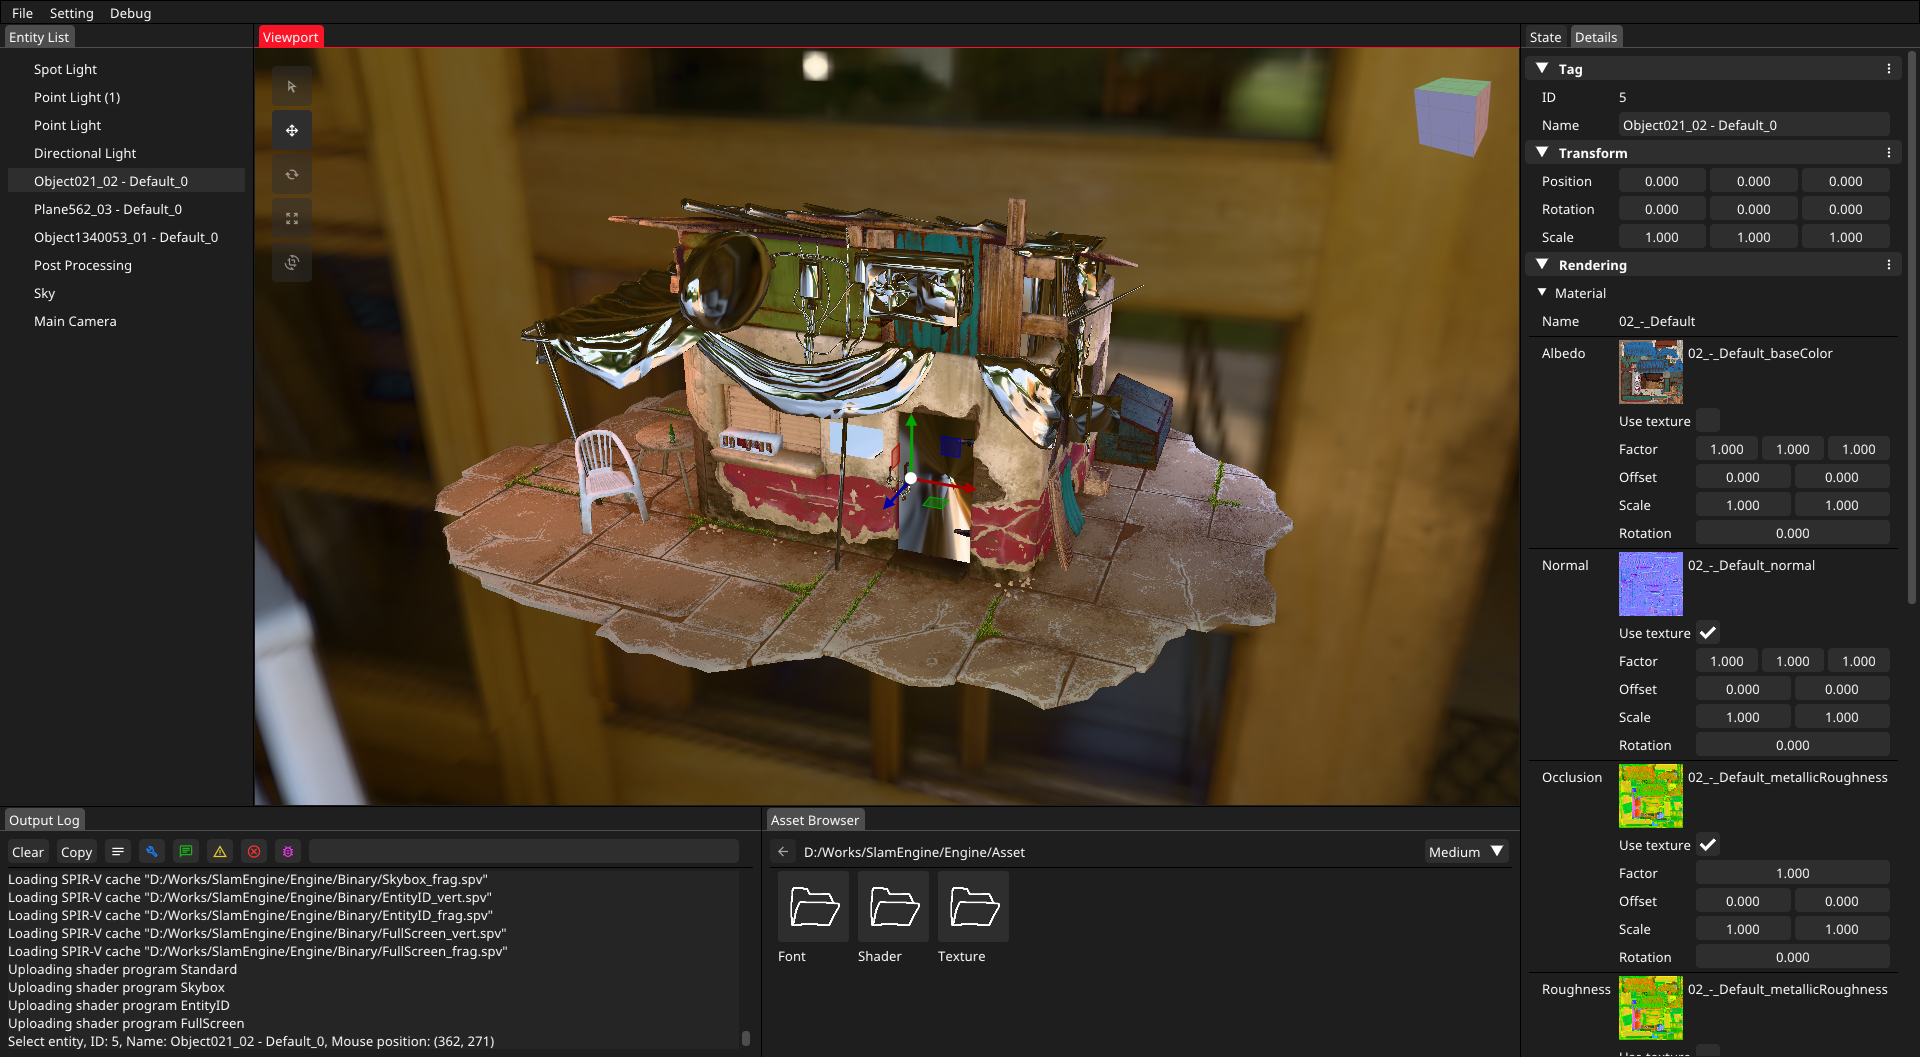 File Setting Debug
Entity List
Spot Light
Point Light (1)
Point Light
Directional Light
Object021_02 - Default_0
Plane562_03 - Default_0
Object1340053_01 - Default_0
Post Processing
Sky
Main Camera
Viewport
State Details
Tag
ID 5
Name Object021_02 - Default_0
Transform
Position 0.000 0.000 0.000
Rotation 0.000 0.000 0.000
Scale 1.000 1.000 1.000
Rendering
Material
Name 02_-_Default
Albedo 02_-_Default_baseColor
Use texture
Factor 1.000 1.000 1.000
Offset 0.000 0.000
Scale 1.000 1.000
Rotation 0.000
Normal 02_-_Default_normal
Use texture
Factor 1.000 1.000 1.000
Offset 0.000 0.000
Scale 1.000 1.000
Rotation 0.000
Occlusion 02_-_Default_metallicRoughness
Use texture
Factor 1.000
Offset 0.000 0.000
Scale 1.000 1.000
Rotation 0.000
Roughness 02_-_Default_metallicRoughness
Output Log
Clear Copy
Loading SPIR-V cache "D:/Works/SlamEngine/Engine/Binary/Skybox_frag.spv"
Loading SPIR-V cache "D:/Works/SlamEngine/Engine/Binary/EntityID_vert.spv"
Loading SPIR-V cache "D:/Works/SlamEngine/Engine/Binary/EntityID_frag.spv"
Loading SPIR-V cache "D:/Works/SlamEngine/Engine/Binary/FullScreen_vert.spv"
Loading SPIR-V cache "D:/Works/SlamEngine/Engine/Binary/FullScreen_frag.spv"
Uploading shader program Standard
Uploading shader program Skybox
Uploading shader program EntityID
Uploading shader program FullScreen
Select entity, ID: 5, Name: Object021_02 - Default_0, Mouse position: (362, 271)
Asset Browser
D:/Works/SlamEngine/Engine/Asset
Medium
Font Shader Texture